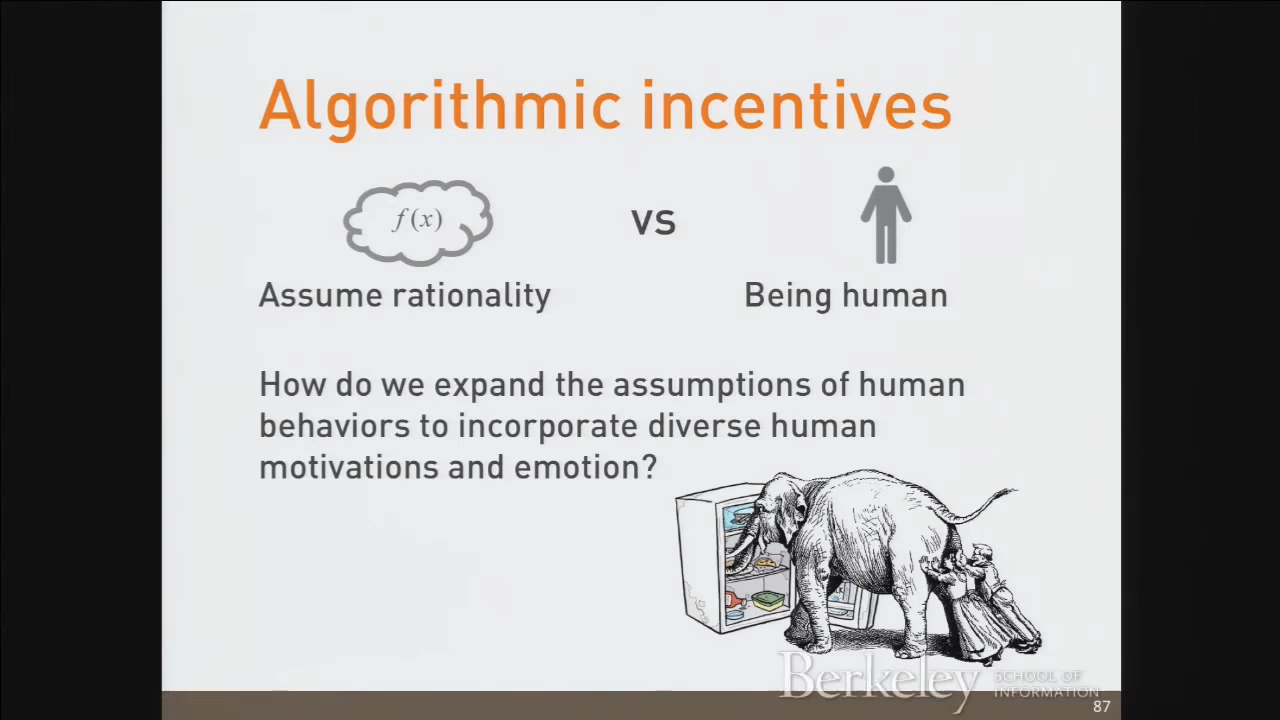 Algorithmic incentives
f(x)
vs
Assume rationality
Being human
How do we expand the assumptions of human
behaviors to incorporate diverse human
motivations and emotion?
Berkeley
SCHOOL OF
INFORMATION
87